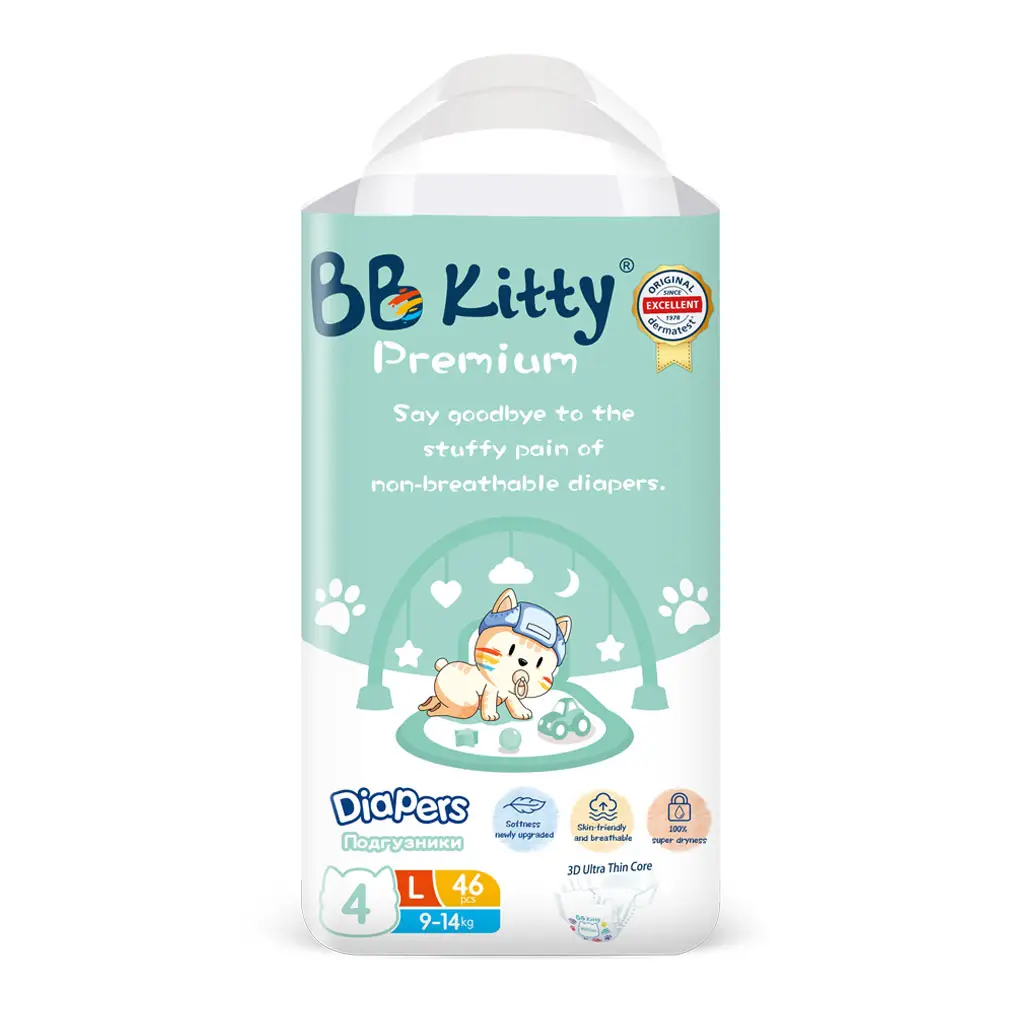 BB Kitty®
Premium
ORIGINAL
SINCE
EXCELLENT
1978
dermatest®
Say goodbye to the
stuffy pain of
non-breathable diapers.
Diapers
Подгузники
Softness
newly upgraded
Skin-friendly
and breathable
100%
super dryness
4
L
46
pcs
9-14kg
3D Ultra Thin Core
BB Kitty